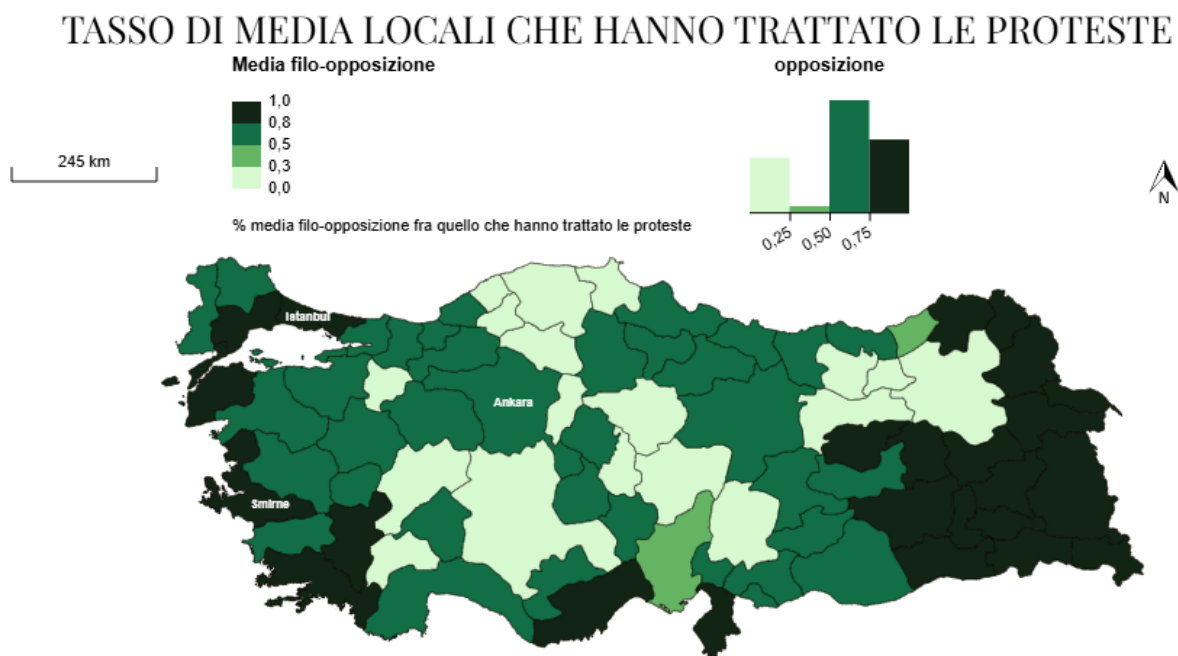 TASSO DI MEDIA LOCALI CHE HANNO TRATTATO LE PROTESTE
Media filo-opposizione
opposizione
1,0
0,8
0,5
0,3
0,0
245 km
N
0,25
0,50
0,75
% media filo-opposizione fra quello che hanno trattato le proteste
Istanbul
Ankara
Smirne